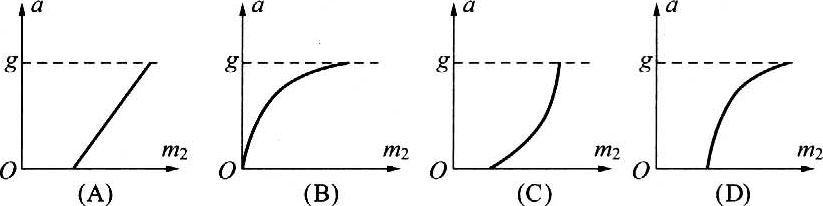 a a a a
g g g g
O m₂ O m₂ O m₂ O m₂
(A) (B) (C) (D)